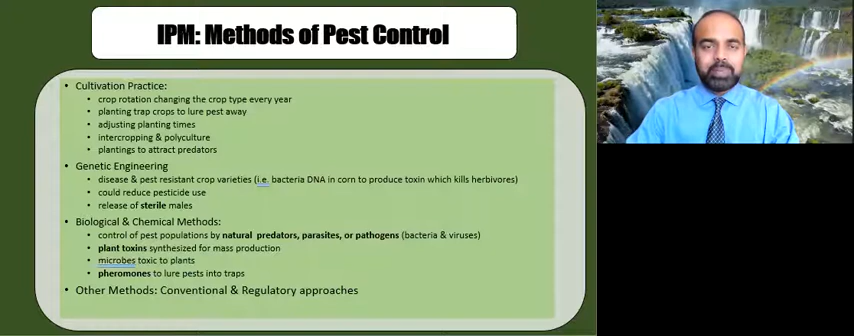 IPM: Methods of Pest Control
• Cultivation Practice:
• crop rotation changing the crop type every year
• planting trap crops to lure pest away
• adjusting planting times
• intercropping & polyculture
• plantings to attract predators
• Genetic Engineering
• disease & pest resistant crop varieties (i.e. bacteria DNA in corn to produce toxin which kills herbivores)
• could reduce pesticide use
• release of sterile males
• Biological & Chemical Methods:
• control of pest populations by natural predators, parasites, or pathogens (bacteria & viruses)
• plant toxins synthesized for mass production
• microbes toxic to plants
• pheromones to lure pests into traps
• Other Methods: Conventional & Regulatory approaches